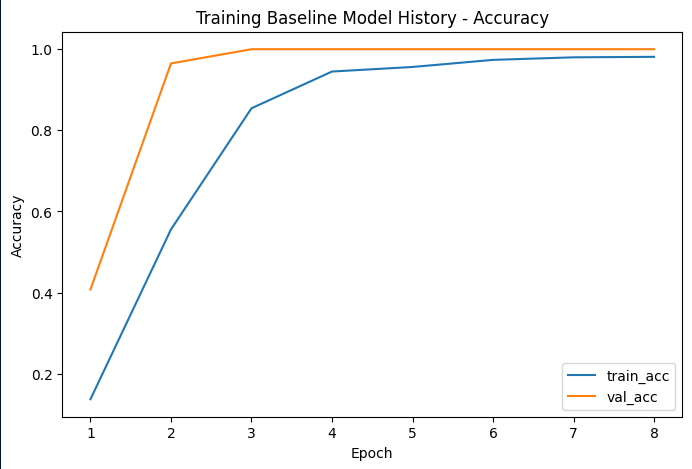 Training Baseline Model History - Accuracy
1.0
0.8
0.6
0.4
0.2
Accuracy
train_acc
val_acc
1 2 3 4 5 6 7 8
Epoch